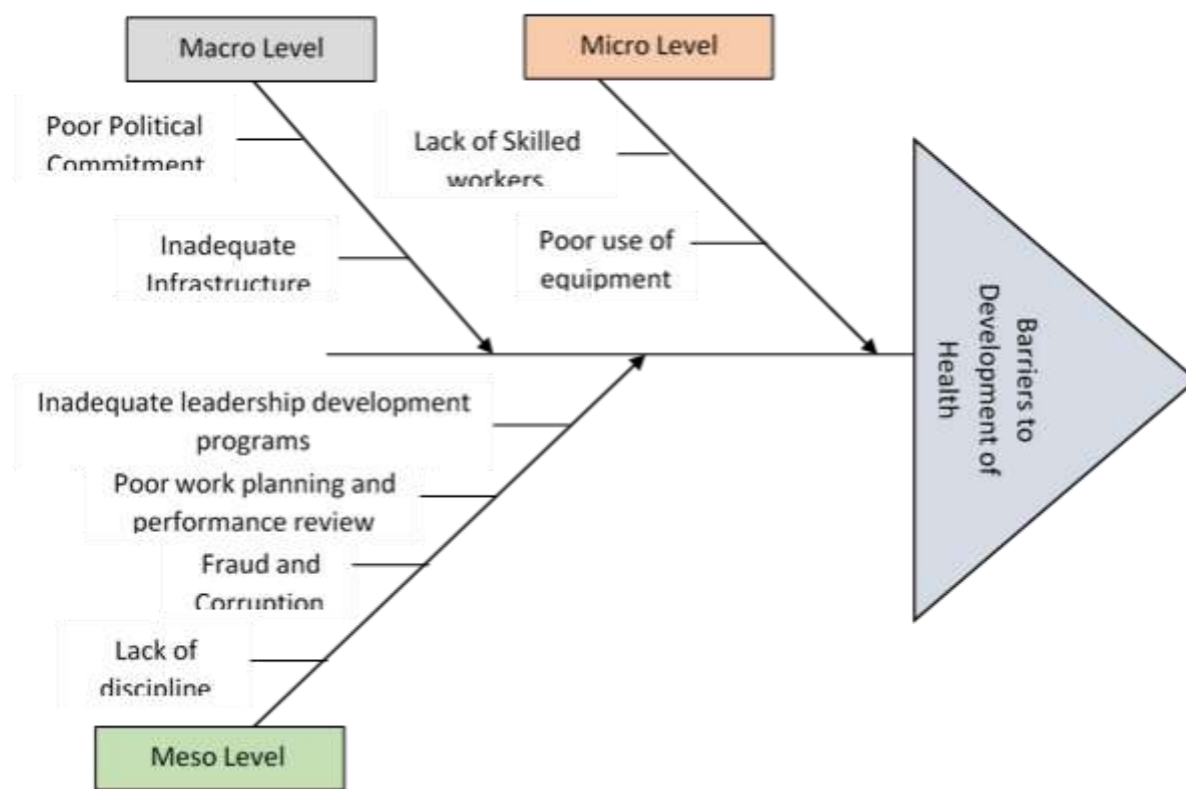 Macro Level
Micro Level
Poor Political
Commitment
Lack of Skilled
workers
Inadequate
Infrastructure
Poor use of
equipment
Barriers to
Development of
Health
Inadequate leadership development
programs
Poor work planning and
performance review
Fraud and
Corruption
Lack of
discipline
Meso Level